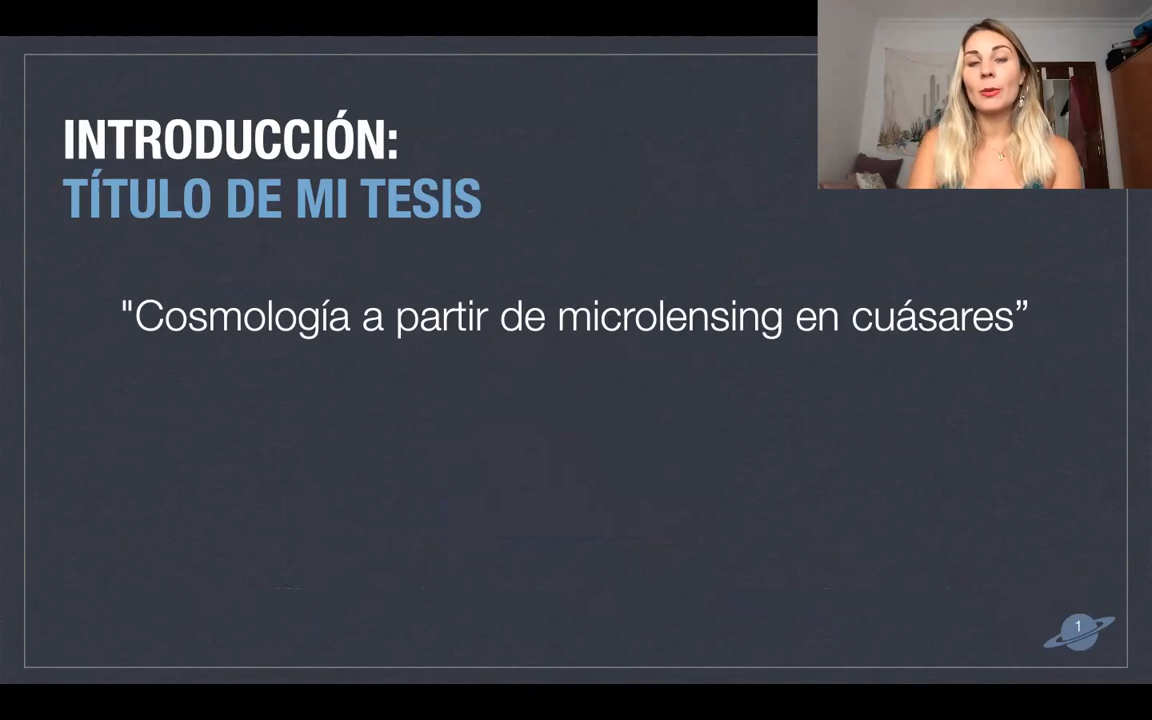 INTRODUCCIÓN:
TÍTULO DE MI TESIS
"Cosmología a partir de microlensing en cuásares”
1